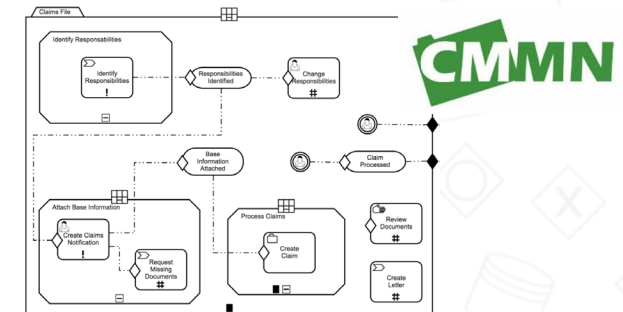 Claims File
CMMN
Identify Responsabilities
Identify
Responsibilities
!
Responsibilities
Identified
Change
Responsibilities
#
Base
Information
Attached
Claim
Processed
Attach Base Information
Create Claims
Notification
!
Request
Missing
Documents
#
Process Claims
Create
Claim
Review
Documents
#
Create
Letter
#